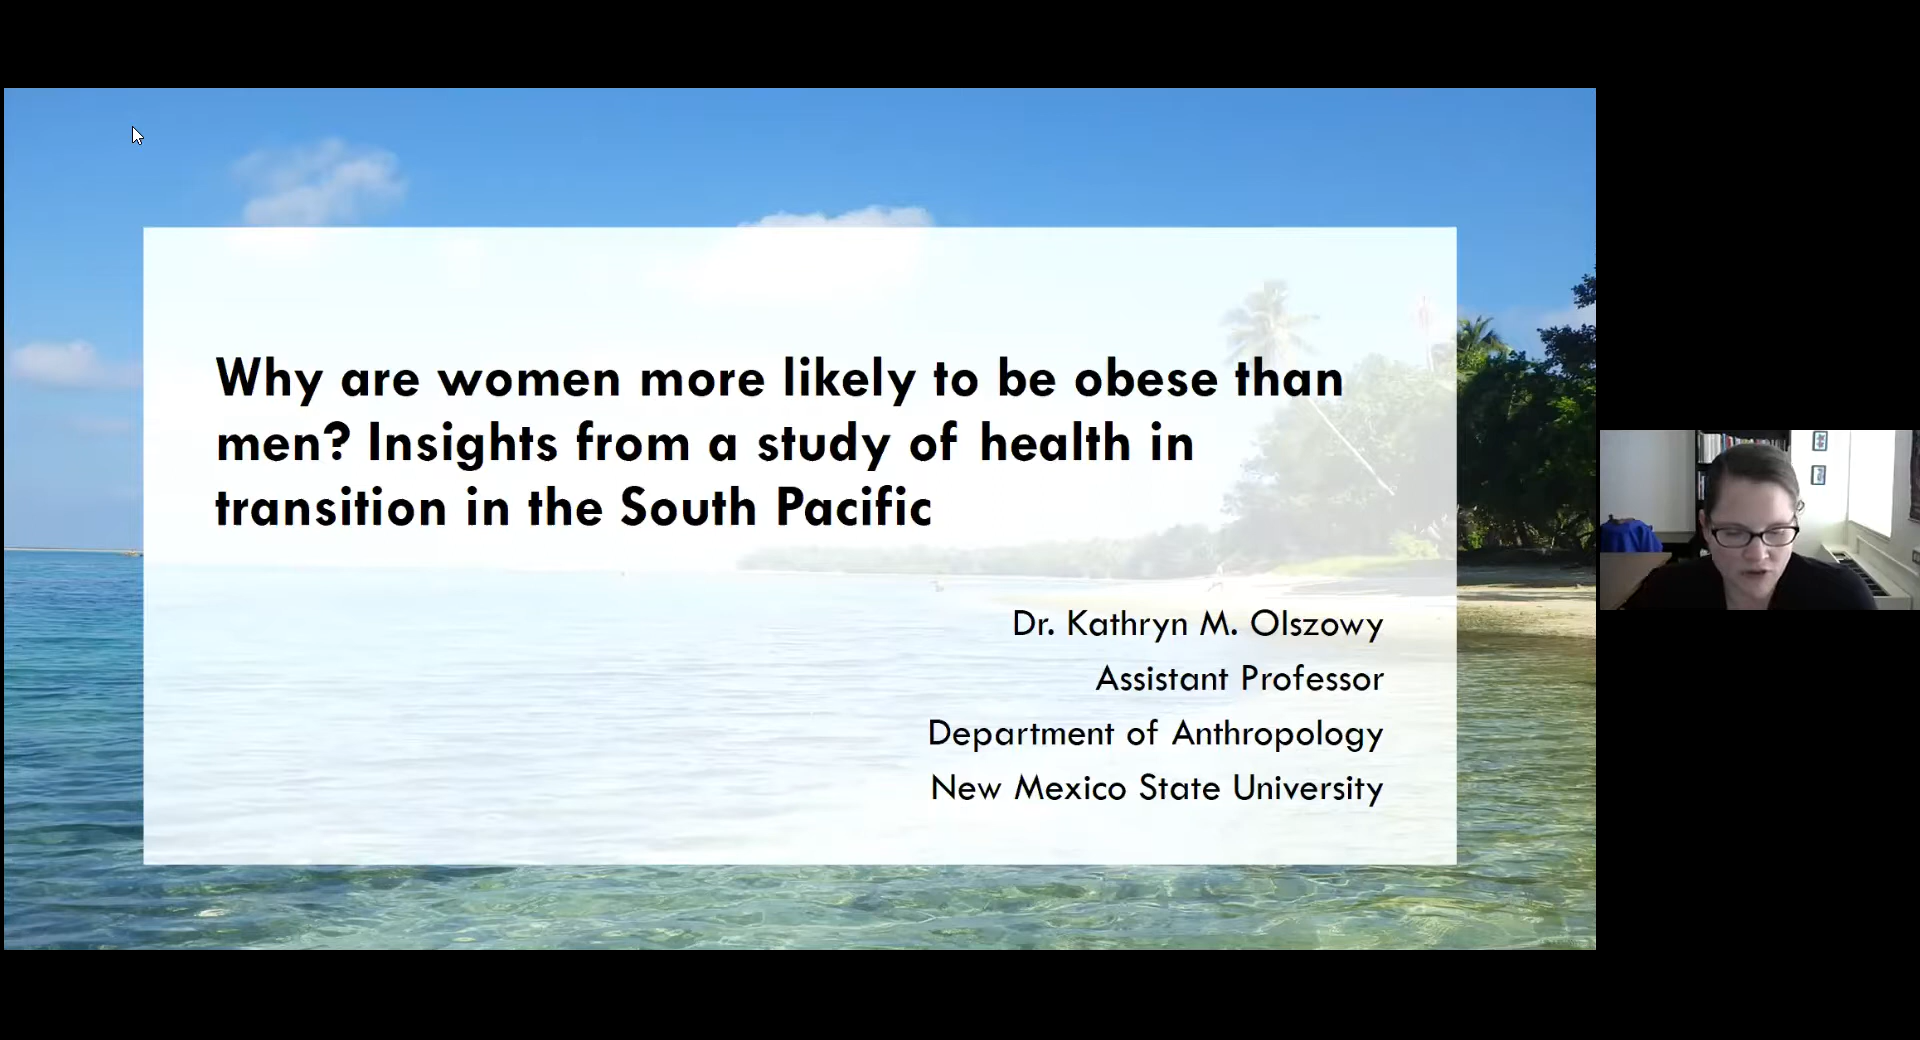 Why are women more likely to be obese than
men? Insights from a study of health in
transition in the South Pacific
Dr. Kathryn M. Olszowy
Assistant Professor
Department of Anthropology
New Mexico State University